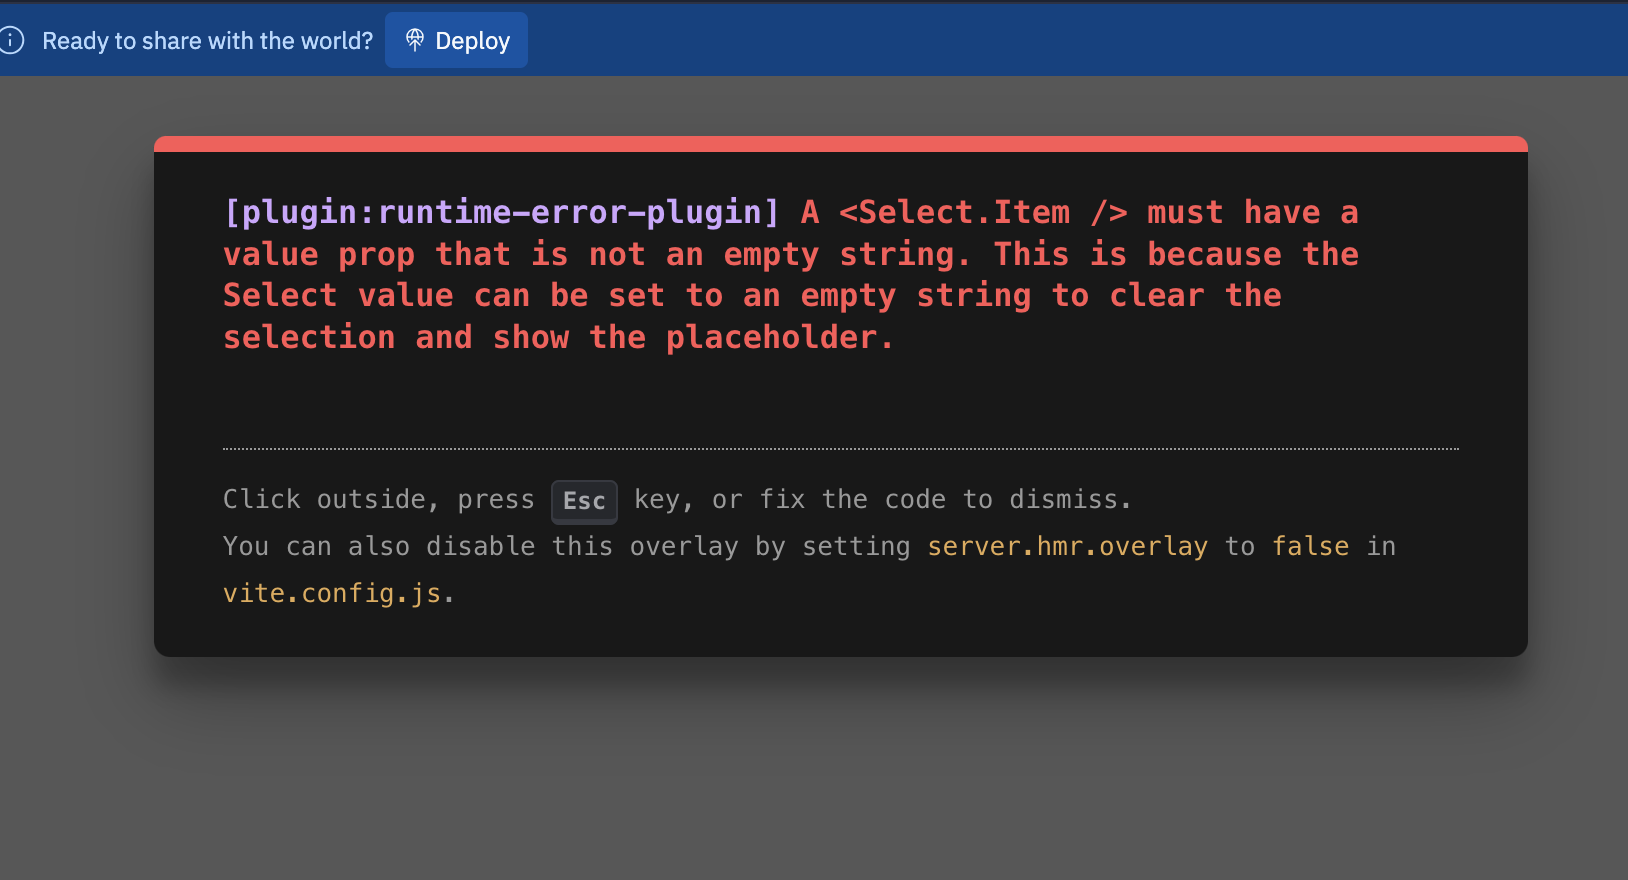 Ready to share with the world? Deploy
[plugin:runtime-error-plugin] A <Select.Item /> must have a
value prop that is not an empty string. This is because the
Select value can be set to an empty string to clear the
selection and show the placeholder.
Click outside, press Esc key, or fix the code to dismiss.
You can also disable this overlay by setting server.hmr.overlay to false in
vite.config.js.